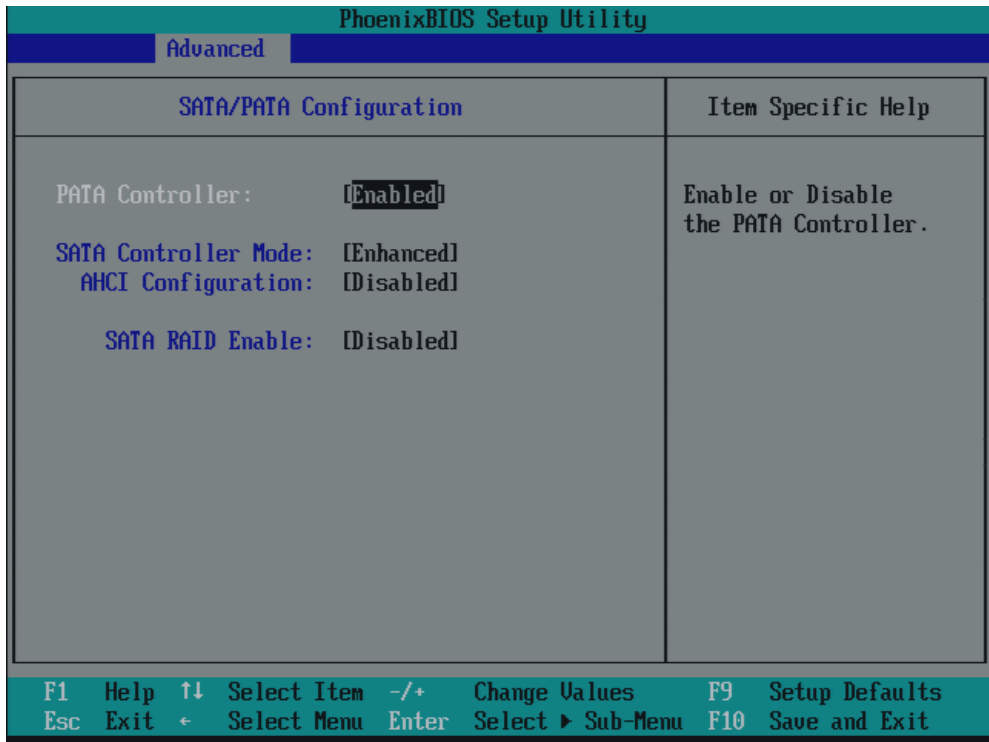 PhoenixBIOS Setup Utility
Advanced
SATA/PATA Configuration
Item Specific Help
PATA Controller: [Enabled]
SATA Controller Mode: [Enhanced]
AHCI Configuration: [Disabled]
SATA RAID Enable: [Disabled]
Enable or Disable
the PATA Controller.
F1 Help ↑↓ Select Item -/+ Change Values F9 Setup Defaults
Esc Exit ← Select Menu Enter Select ▶ Sub-Menu F10 Save and Exit